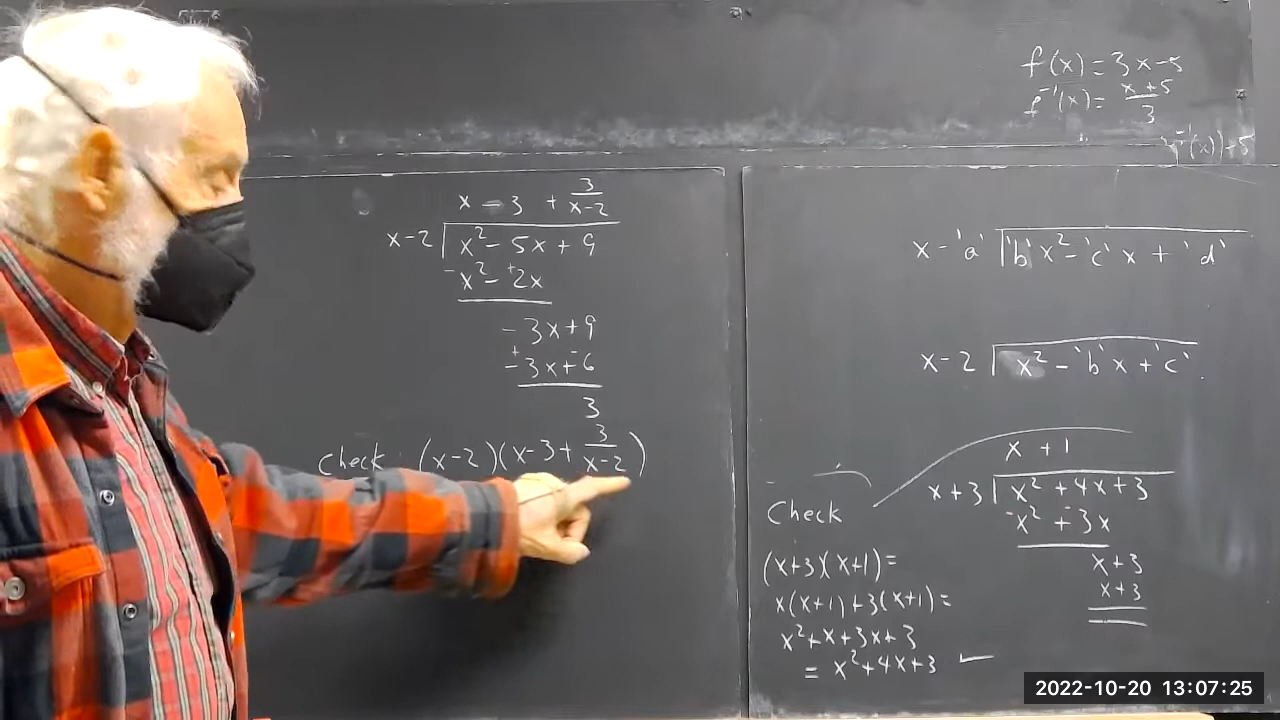 f(x) = 3x-5
f⁻¹(x) = (x+5)/3
⁻¹(x)) + 5
x - 3 + 3/(x-2)
x-2 | x² - 5x + 9
x² - 2x
-3x + 9
-3x + 6
3
check (x-2)(x-3+ 3/(x-2))
x - 'a' | 'b' x² - 'c' x + 'd'
x - 2 | x² - 'b' x + 'c'
x + 1
x+3 | x² + 4x + 3
-x² + 3x
x + 3
x + 3
Check
(x+3)(x+1) =
x(x+1) + 3(x+1) =
x² + x + 3x + 3
= x² + 4x + 3 ✓
2022-10-20 13:07:25